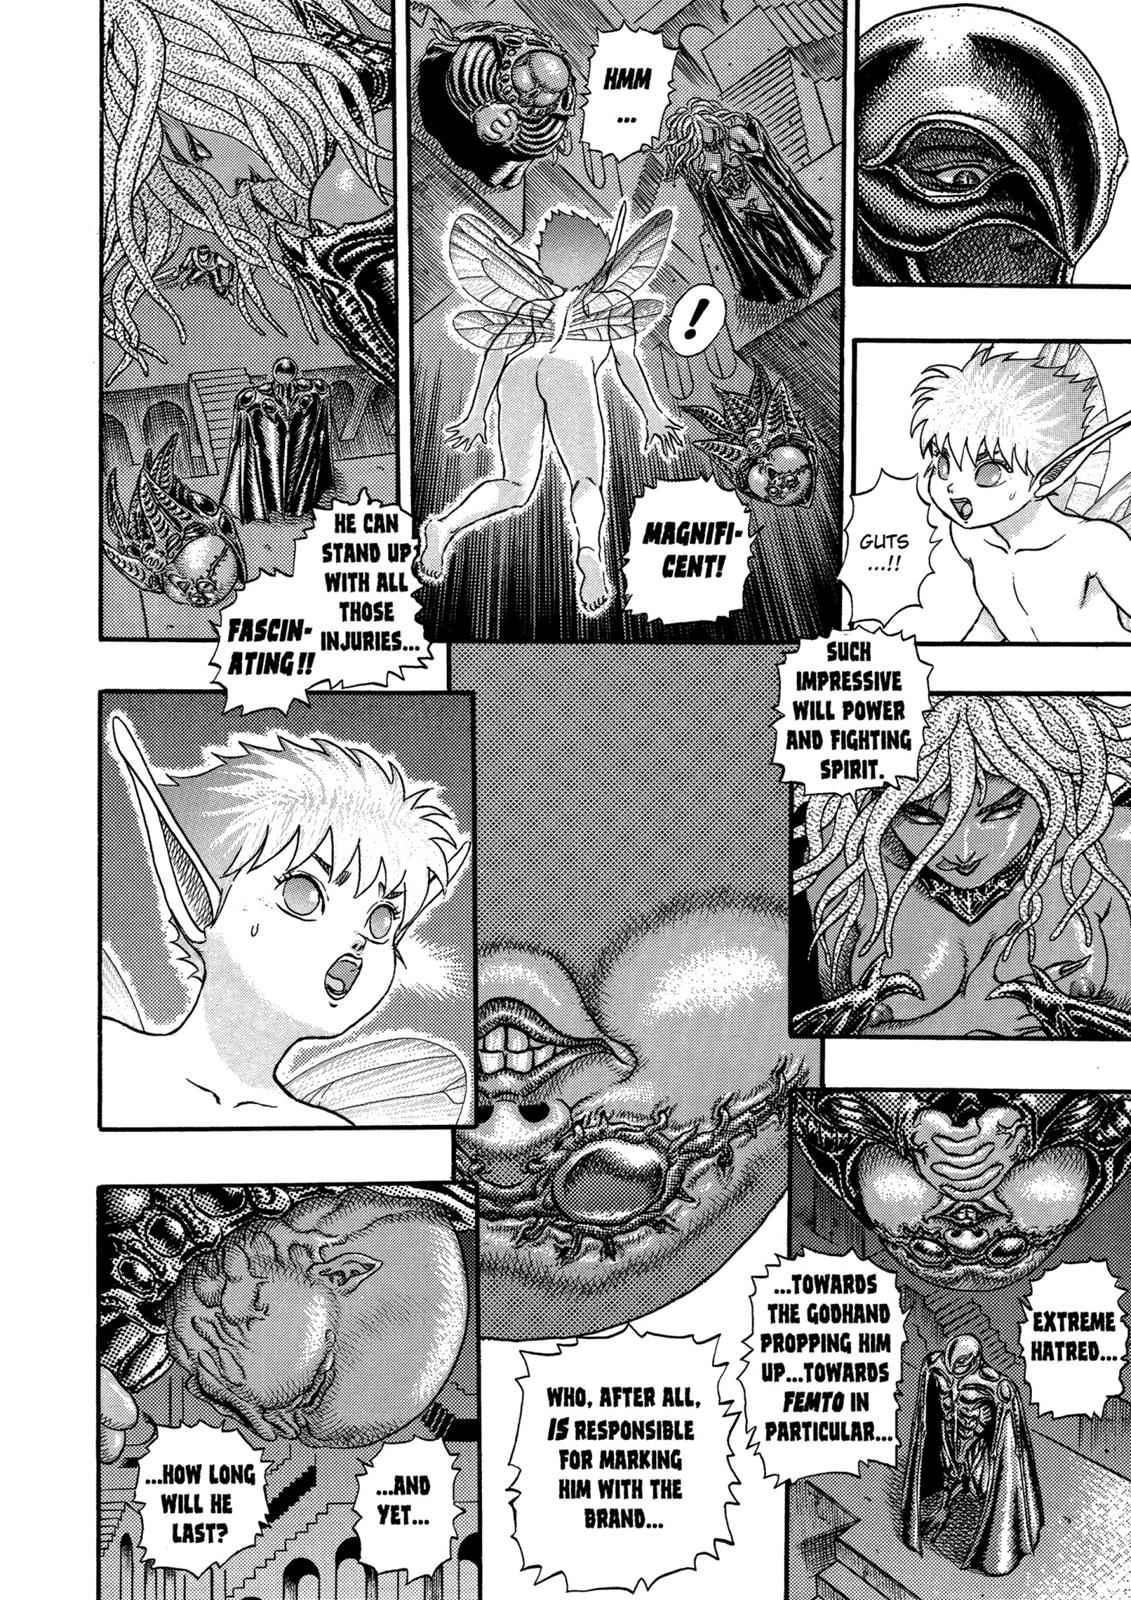 GUTS
...!!
HMM
...
!
MAGNIFI-
CENT!
HE CAN
STAND UP
WITH ALL
THOSE
INJURIES...
FASCIN-
ATING!!
SUCH
IMPRESSIVE
WILL POWER
AND FIGHTING
SPIRIT.
EXTREME
HATRED...
...TOWARDS
THE GODHAND
PROPPING HIM
UP...TOWARDS
FEMTO IN
PARTICULAR...
WHO, AFTER ALL,
IS RESPONSIBLE
FOR MARKING
HIM WITH THE
BRAND...
...AND
YET...
...HOW LONG
WILL HE
LAST?